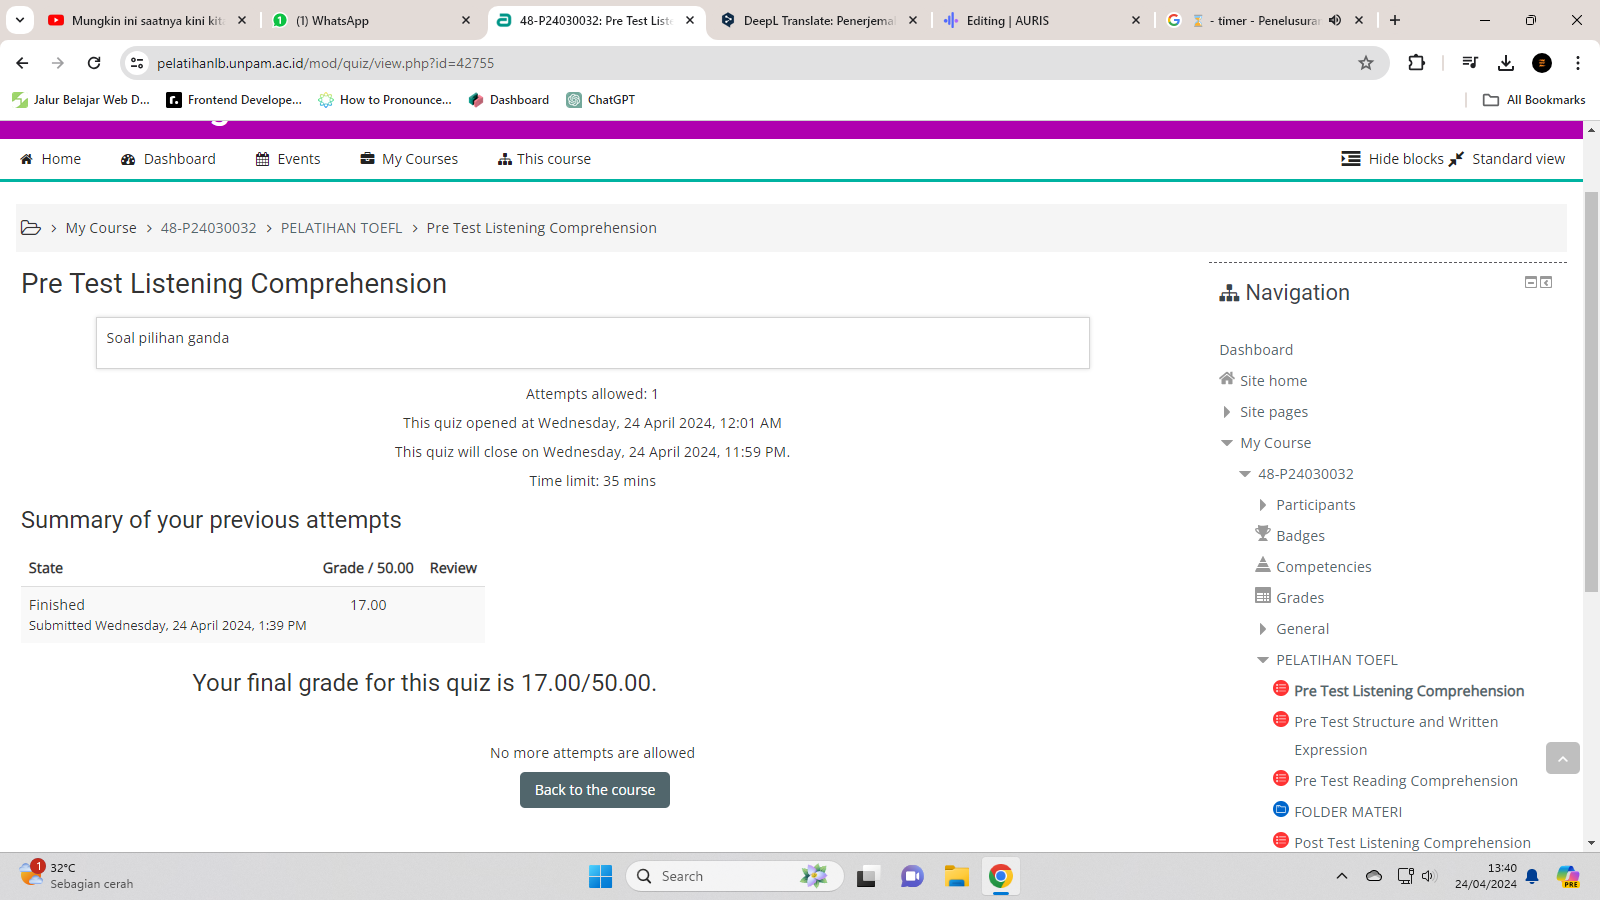 Mungkin ini saatnya kini kita
(1) WhatsApp
48-P24030032: Pre Test Liste
DeepL Translate: Penerjemah
Editing | AURIS
- timer - Penelusuran
pelatihanlb.unpam.ac.id/mod/quiz/view.php?id=42755
Jalur Belajar Web D...
Frontend Develope...
How to Pronounce...
Dashboard
ChatGPT
All Bookmarks
Home
Dashboard
Events
My Courses
This course
Hide blocks
Standard view
My Course
48-P24030032
PELATIHAN TOEFL
Pre Test Listening Comprehension
Pre Test Listening Comprehension
Soal pilihan ganda
Attempts allowed: 1
This quiz opened at Wednesday, 24 April 2024, 12:01 AM
This quiz will close on Wednesday, 24 April 2024, 11:59 PM.
Time limit: 35 mins
Summary of your previous attempts
State Grade / 50.00 Review
Finished 17.00
Submitted Wednesday, 24 April 2024, 1:39 PM
Your final grade for this quiz is 17.00/50.00.
No more attempts are allowed
Back to the course
Navigation
Dashboard
Site home
Site pages
My Course
48-P24030032
Participants
Badges
Competencies
Grades
General
PELATIHAN TOEFL
Pre Test Listening Comprehension
Pre Test Structure and Written
Expression
Pre Test Reading Comprehension
FOLDER MATERI
Post Test Listening Comprehension
1
32°C
Sebagian cerah
Search
13:40
24/04/2024
PRE